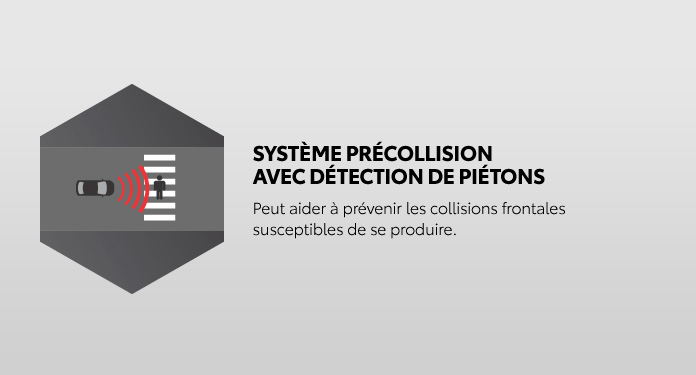 SYSTÈME PRÉCOLLISION
AVEC DÉTECTION DE PIÉTONS
Peut aider à prévenir les collisions frontales
susceptibles de se produire.